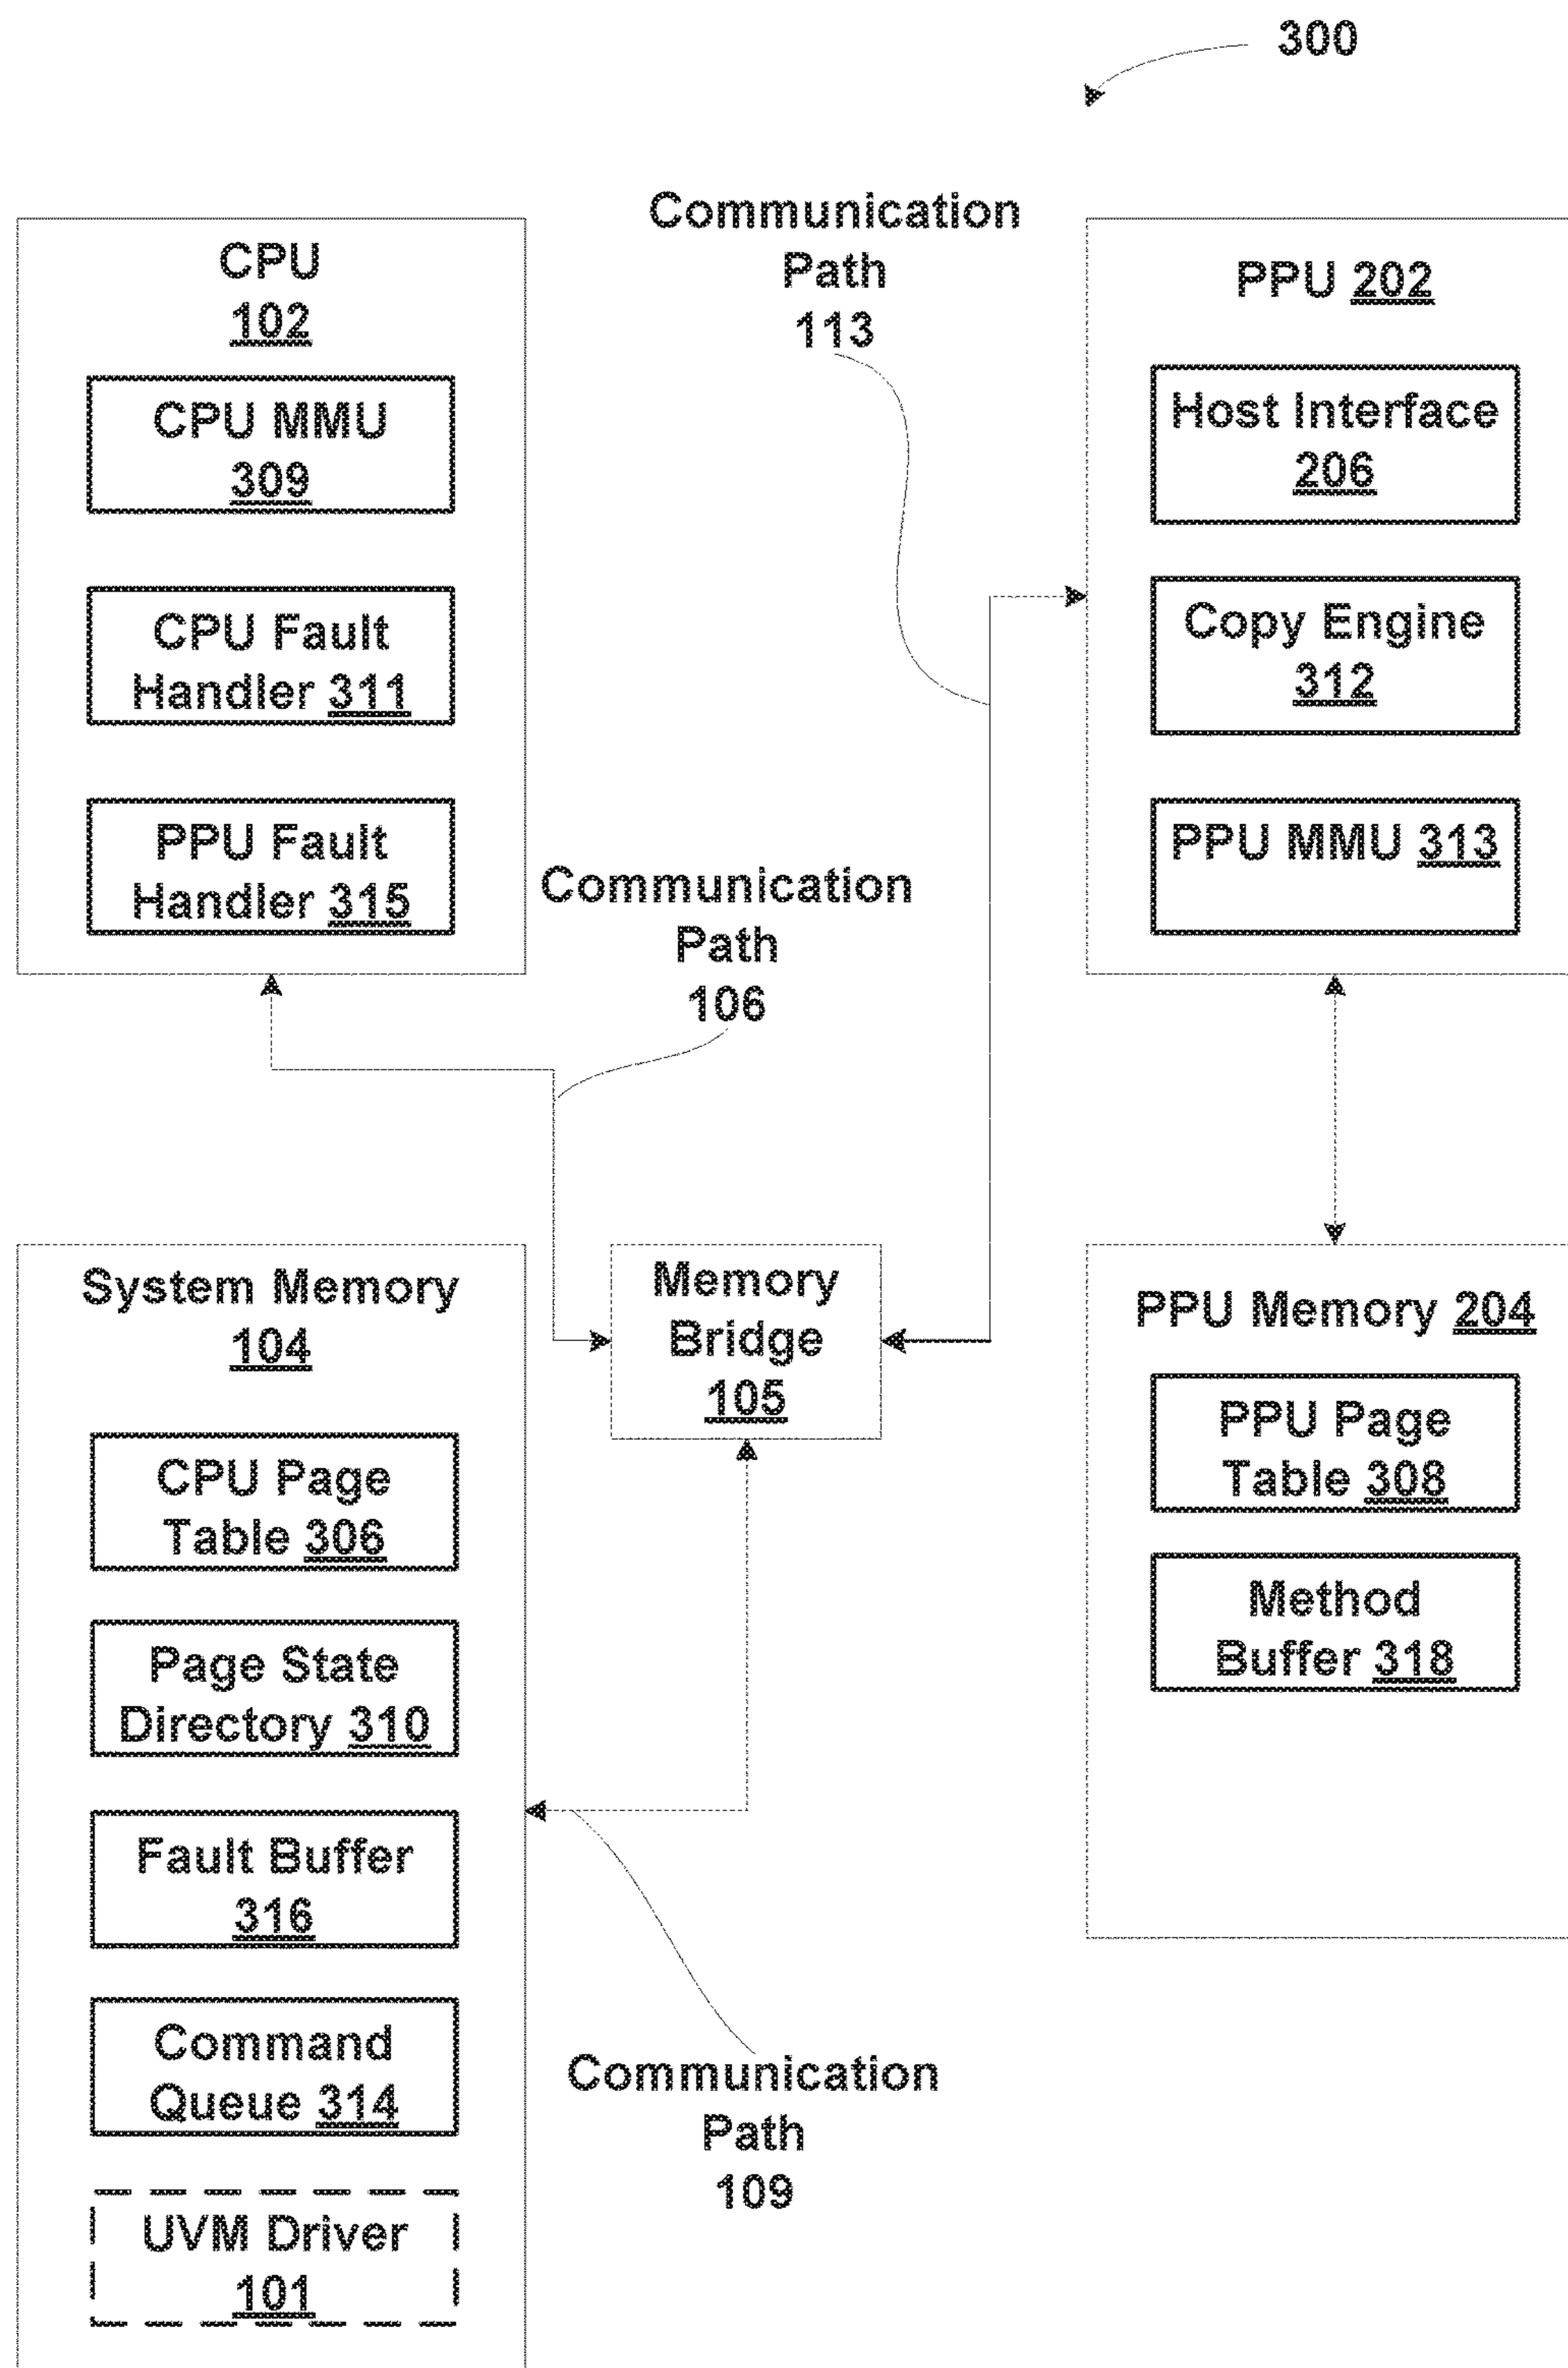 300
Communication
Path
113
CPU
102
CPU MMU
309
CPU Fault
Handler 311
PPU Fault
Handler 315
PPU 202
Host Interface
206
Copy Engine
312
PPU MMU 313
Communication
Path
106
System Memory
104
CPU Page
Table 306
Page State
Directory 310
Fault Buffer
316
Command
Queue 314
UVM Driver
101
Memory
Bridge
105
PPU Memory 204
PPU Page
Table 308
Method
Buffer 318
Communication
Path
109